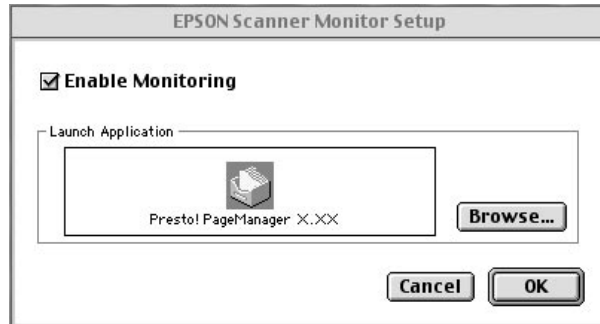 EPSON Scanner Monitor Setup
Enable Monitoring
Launch Application
Presto! PageManager X.XX
Browse...
Cancel OK